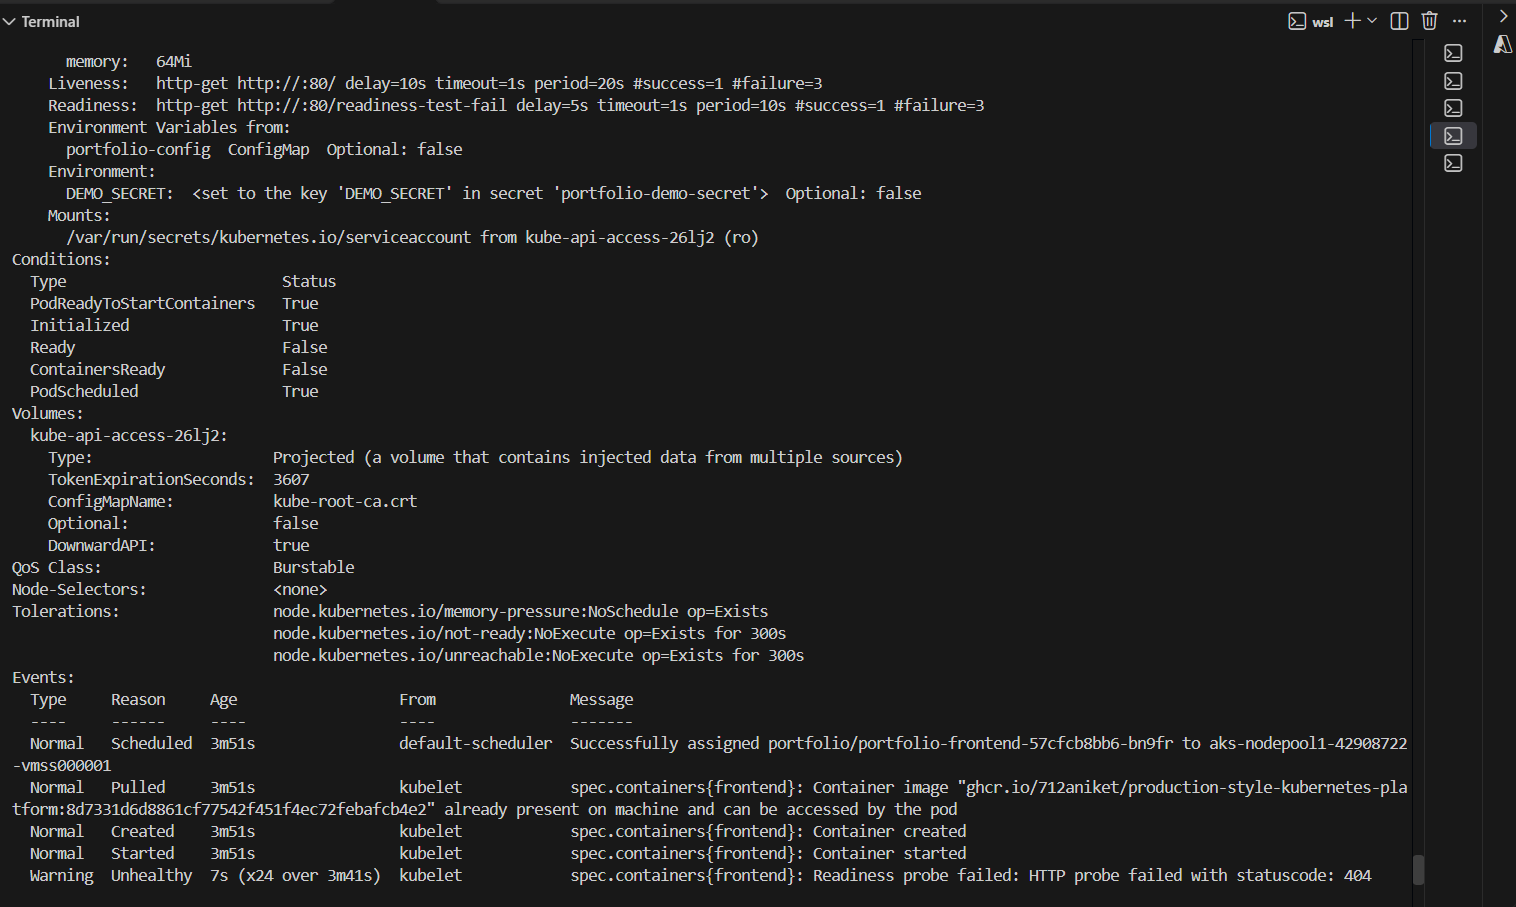 Terminal
wsl
memory:   64Mi
Liveness:   http-get http://:80/ delay=10s timeout=1s period=20s #success=1 #failure=3
Readiness:  http-get http://:80/readiness-test-fail delay=5s timeout=1s period=10s #success=1 #failure=3
Environment Variables from:
portfolio-config  ConfigMap  Optional: false
Environment:
DEMO_SECRET:  <set to the key 'DEMO_SECRET' in secret 'portfolio-demo-secret'>  Optional: false
Mounts:
/var/run/secrets/kubernetes.io/serviceaccount from kube-api-access-26lj2 (ro)
Conditions:
Type                        Status
PodReadyToStartContainers   True
Initialized                 True
Ready                       False
ContainersReady             False
PodScheduled                True
Volumes:
kube-api-access-26lj2:
Type:                    Projected (a volume that contains injected data from multiple sources)
TokenExpirationSeconds:  3607
ConfigMapName:           kube-root-ca.crt
Optional:                false
DownwardAPI:             true
QoS Class:                   Burstable
Node-Selectors:              <none>
Tolerations:                 node.kubernetes.io/memory-pressure:NoSchedule op=Exists
node.kubernetes.io/not-ready:NoExecute op=Exists for 300s
node.kubernetes.io/unreachable:NoExecute op=Exists for 300s
Events:
Type     Reason     Age                  From               Message
----     ------     ----                 ----               -------
Normal   Scheduled  3m51s                default-scheduler  Successfully assigned portfolio/portfolio-frontend-57cfcb8bb6-bn9fr to aks-nodepool1-42908722
-vmss000001
Normal   Pulled     3m51s                kubelet            spec.containers{frontend}: Container image "ghcr.io/712aniket/production-style-kubernetes-pla
tform:8d7331d6d8861cf77542f451f4ec72febafcb4e2" already present on machine and can be accessed by the pod
Normal   Created    3m51s                kubelet            spec.containers{frontend}: Container created
Normal   Started    3m51s                kubelet            spec.containers{frontend}: Container started
Warning  Unhealthy  7s (x24 over 3m41s)  kubelet            spec.containers{frontend}: Readiness probe failed: HTTP probe failed with statuscode: 404